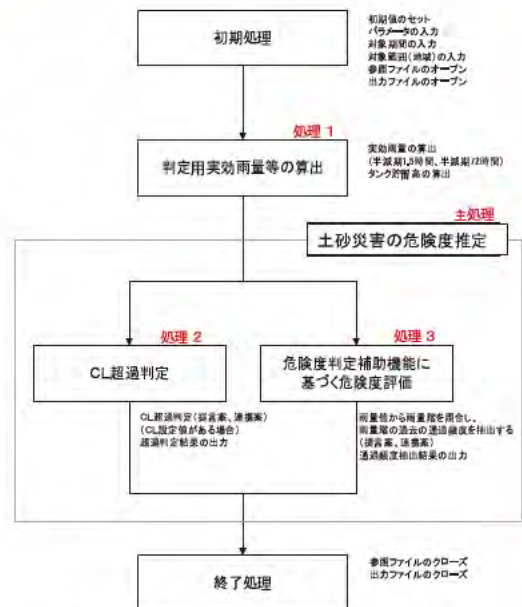 初期処理
初期値のセット
パラメータの入力
対象期間の入力
対象範囲(地域)の入力
参照ファイルのオープン
出力ファイルのオープン
処理1
判定用実効雨量等の算出
実効雨量の算出
(半減期1.5時間、半減期72時間)
タンク貯留高の算出
主処理
土砂災害の危険度推定
処理2
CL超過判定
CL超過判定(提言案、連携案)
(CL設定値がある場合)
超過判定結果の出力
処理3
危険度判定補助機能に
基づく危険度評価
雨量値から雨量階を照合し、
雨量階の過去の通過頻度を抽出する
(提言案、連携案)
通過頻度抽出結果の出力
終了処理
参照ファイルのクローズ
出力ファイルのクローズ